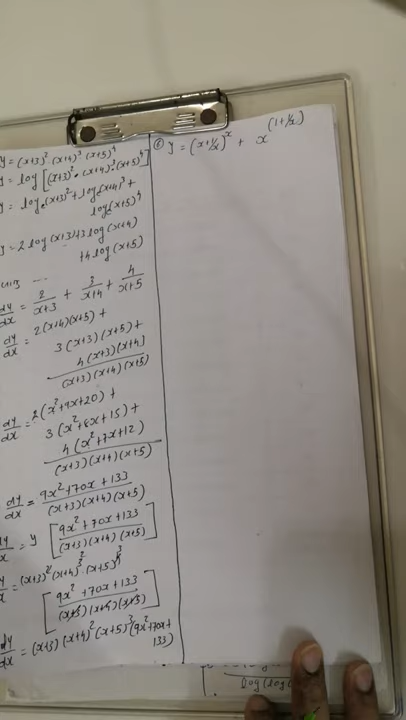 y = (x+3)² (x+4)³ (x+5)⁴
y = log [(x+3)² • (x+4)³ (x+5)⁴]
y = log (x+3)² + log (x+4)³ +
log (x+5)⁴
y = 2 log (x+3) + 3 log (x+4)
+ 4 log (x+5)
dy/dx = 2/(x+3) + 3/(x+4) + 4/(x+5)
dy/dx = 2(x+4)(x+5) +
3(x+3)(x+5) +
4(x+3)(x+4)
(x+3)(x+4)(x+5)
dy/dx = 2(x²+9x+20) +
3(x²+8x+15) +
4(x²+7x+12)
(x+3)(x+4)(x+5)
dy/dx = 9x²+70x+133
(x+3)(x+4)(x+5)
dy/dx = y [9x²+70x+133
(x+3)(x+4)(x+5)]
= (x+3)² (x+4)³ · (x+5)⁴
[9x²+70x+133
(x+3)(x+4)(x+5)]
dy/dx = (x+3) (x+4)² (x+5)³ (9x²+70x+
133)
⑥ y = (x+1/x)ˣ + x^(1+1/x)
log(log